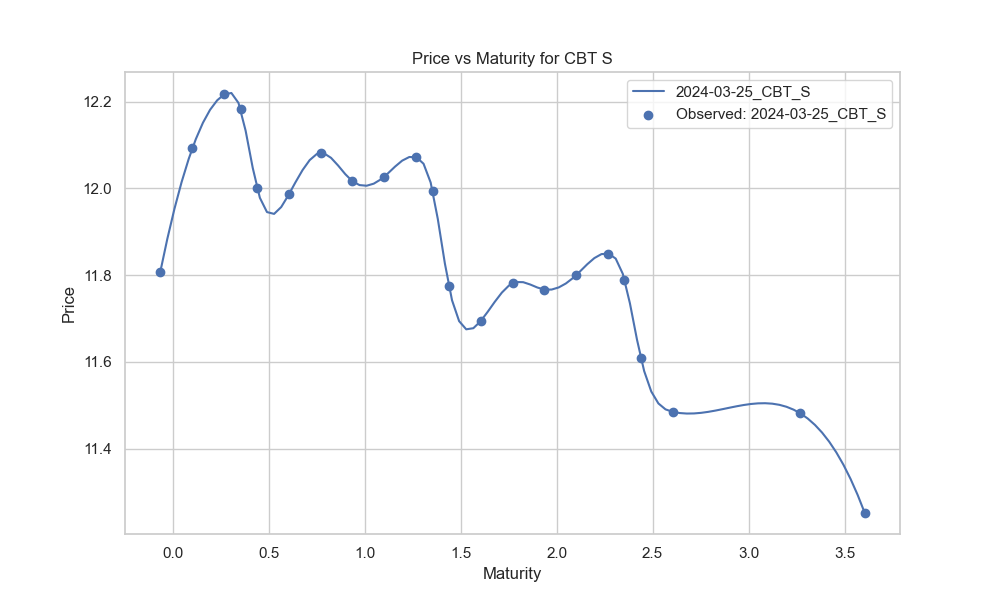 Price vs Maturity for CBT S
2024-03-25_CBT_S
Observed: 2024-03-25_CBT_S
12.2
12.0
11.8
11.6
11.4
Price
0.0 0.5 1.0 1.5 2.0 2.5 3.0 3.5
Maturity